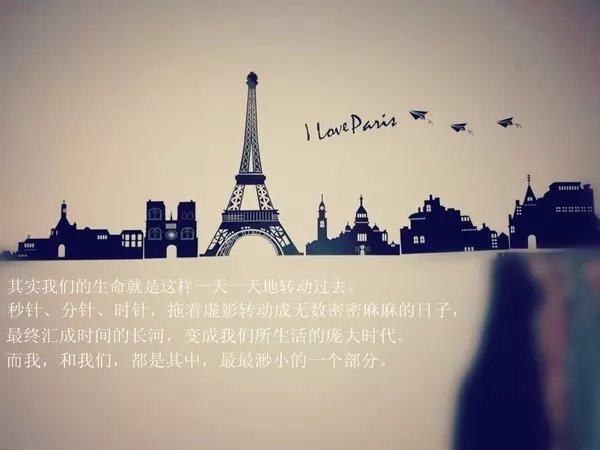 I Love Paris
其实我们的生命就是这样一天一天地转动过去。
秒针、分针、时针，拖着虚影转动成无数密密麻麻的日子，
最终汇成时间的长河，变成我们所生活的庞大时代。
而我，和我们，都是其中，最最渺小的一个部分。